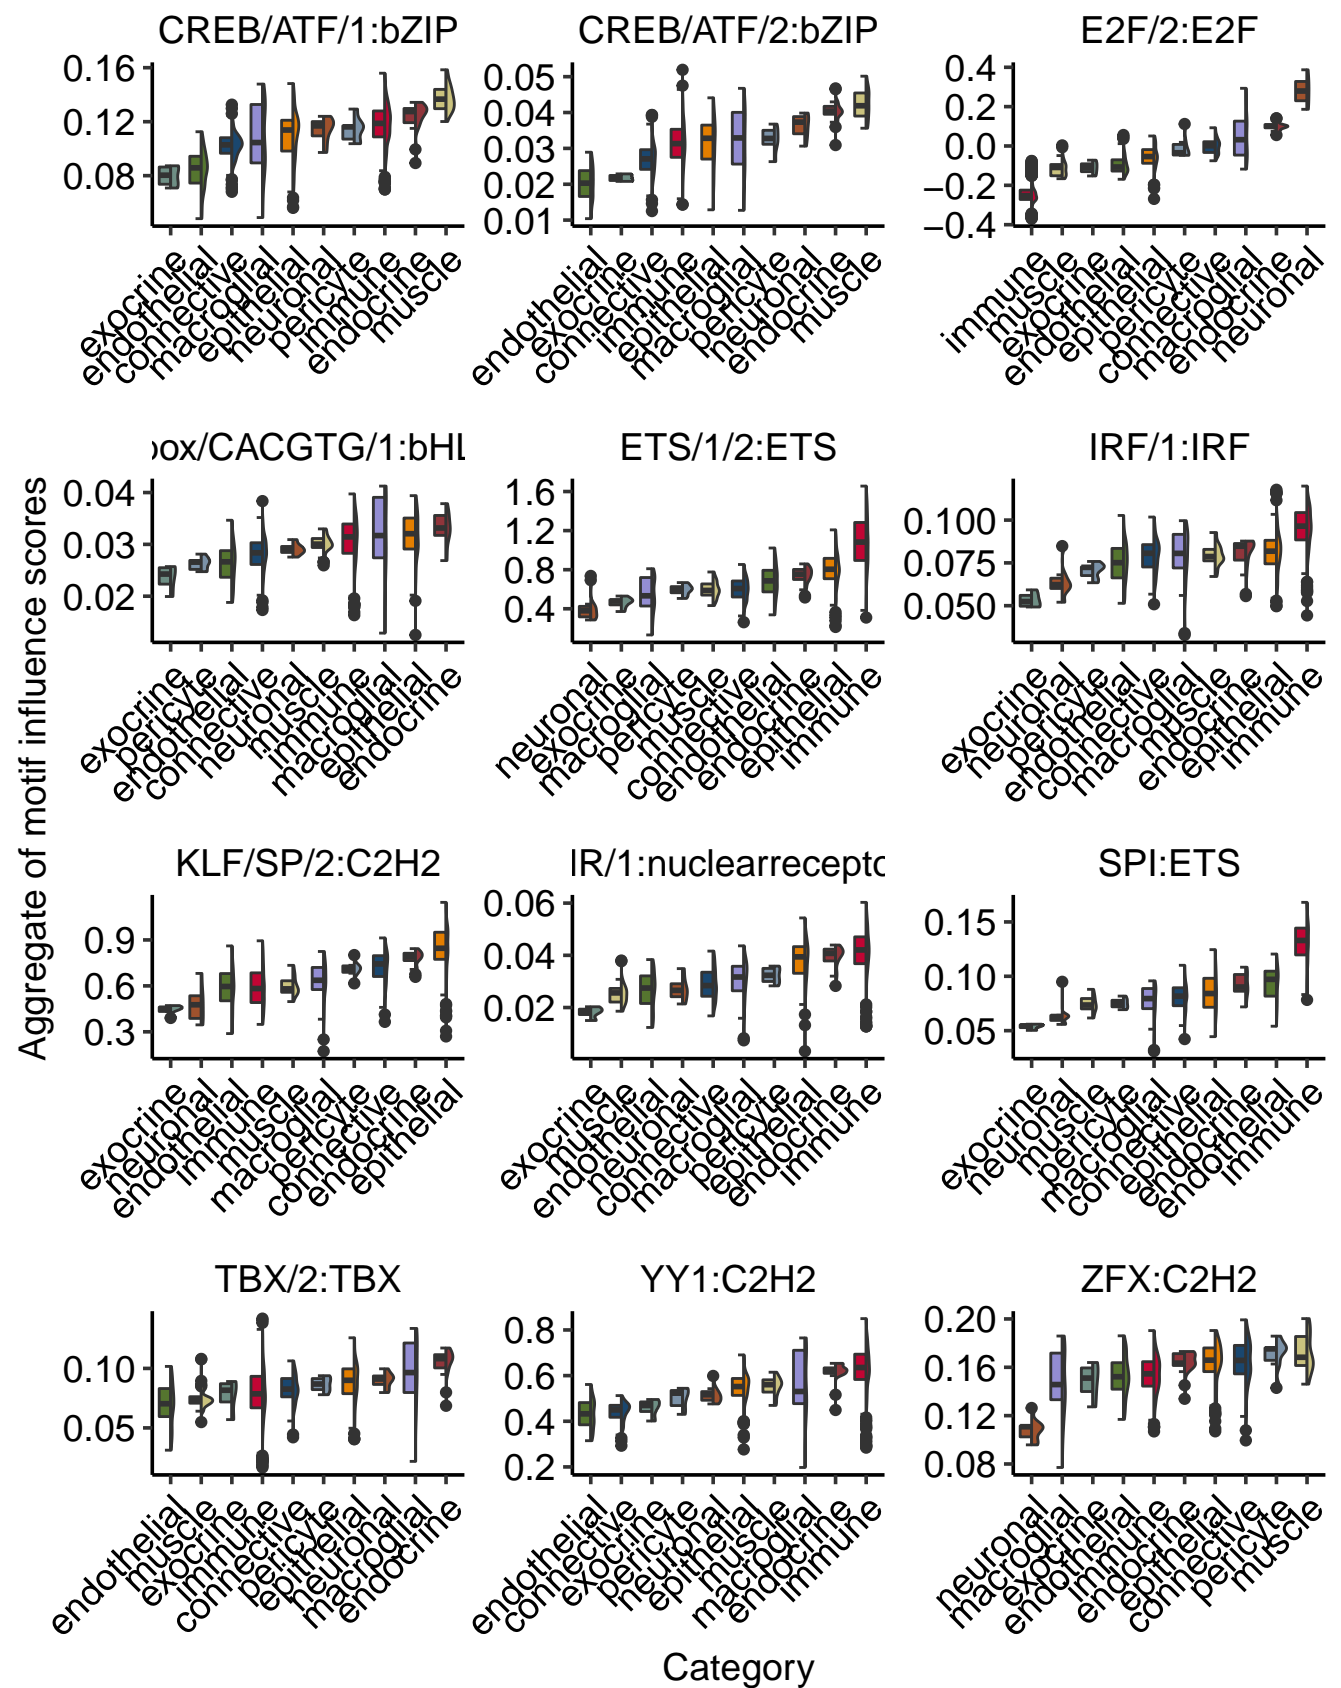 CREB/ATF/1:bZIP
0.16
0.12
0.08
exocrine
endothelial
connective
macroglial
epithelial
neuronal
pericyte
immune
endocrine
muscle
CREB/ATF/2:bZIP
0.05
0.04
0.03
0.02
0.01
endothelial
exocrine
connective
immune
epithelial
macroglial
pericyte
neuronal
endocrine
muscle
E2F/2:E2F
0.4
0.2
0.0
−0.2
−0.4
immune
muscle
exocrine
endothelial
epithelial
pericyte
connective
macroglial
endocrine
neuronal
Aggregate of motif influence scores
box/CACGTG/1:bHL
0.04
0.03
0.02
exocrine
pericyte
endothelial
connective
neuronal
muscle
immune
macroglial
epithelial
endocrine
ETS/1/2:ETS
1.6
1.2
0.8
0.4
neuronal
exocrine
macroglial
pericyte
muscle
connective
endothelial
endocrine
epithelial
immune
IRF/1:IRF
0.100
0.075
0.050
exocrine
neuronal
pericyte
endothelial
connective
macroglial
muscle
endocrine
epithelial
immune
KLF/SP/2:C2H2
0.9
0.6
0.3
exocrine
neuronal
endothelial
immune
muscle
macroglial
pericyte
connective
endocrine
epithelial
IR/1:nuclearrecepto
0.06
0.04
0.02
exocrine
muscle
endothelial
neuronal
connective
macroglial
pericyte
epithelial
endocrine
immune
SPI:ETS
0.15
0.10
0.05
exocrine
neuronal
muscle
pericyte
macroglial
connective
epithelial
endocrine
endothelial
immune
TBX/2:TBX
0.10
0.05
endothelial
muscle
exocrine
immune
connective
pericyte
epithelial
neuronal
macroglial
endocrine
YY1:C2H2
0.8
0.6
0.4
0.2
endothelial
connective
exocrine
pericyte
neuronal
epithelial
muscle
macroglial
endocrine
immune
ZFX:C2H2
0.20
0.16
0.12
0.08
neuronal
macroglial
exocrine
endothelial
immune
endocrine
epithelial
connective
pericyte
muscle
Category